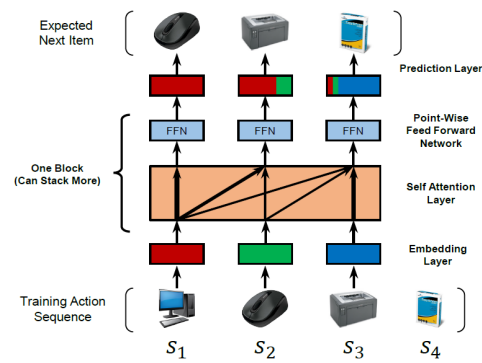 Expected
Next Item
Prediction Layer
FFN
FFN
FFN
Point-Wise
Feed Forward
Network
One Block
(Can Stack More)
Self Attention
Layer
Embedding
Layer
Training Action
Sequence
S1
S2
S3
S4